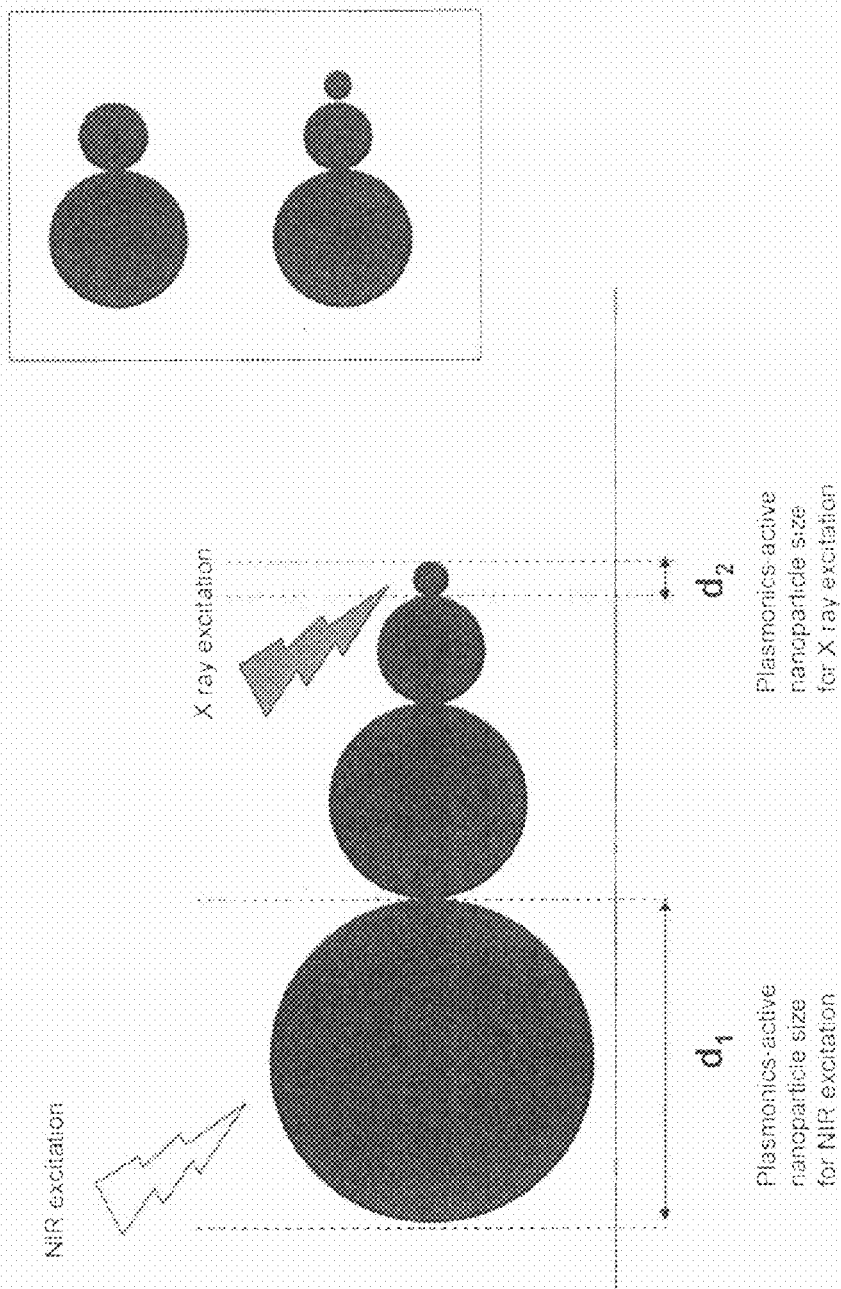 NIR excitation
X ray excitation
d1
d2
Plasmonics-active
nanoparticle size
for NIR excitation
Plasmonics-active
nanoparticle size
for X ray excitation